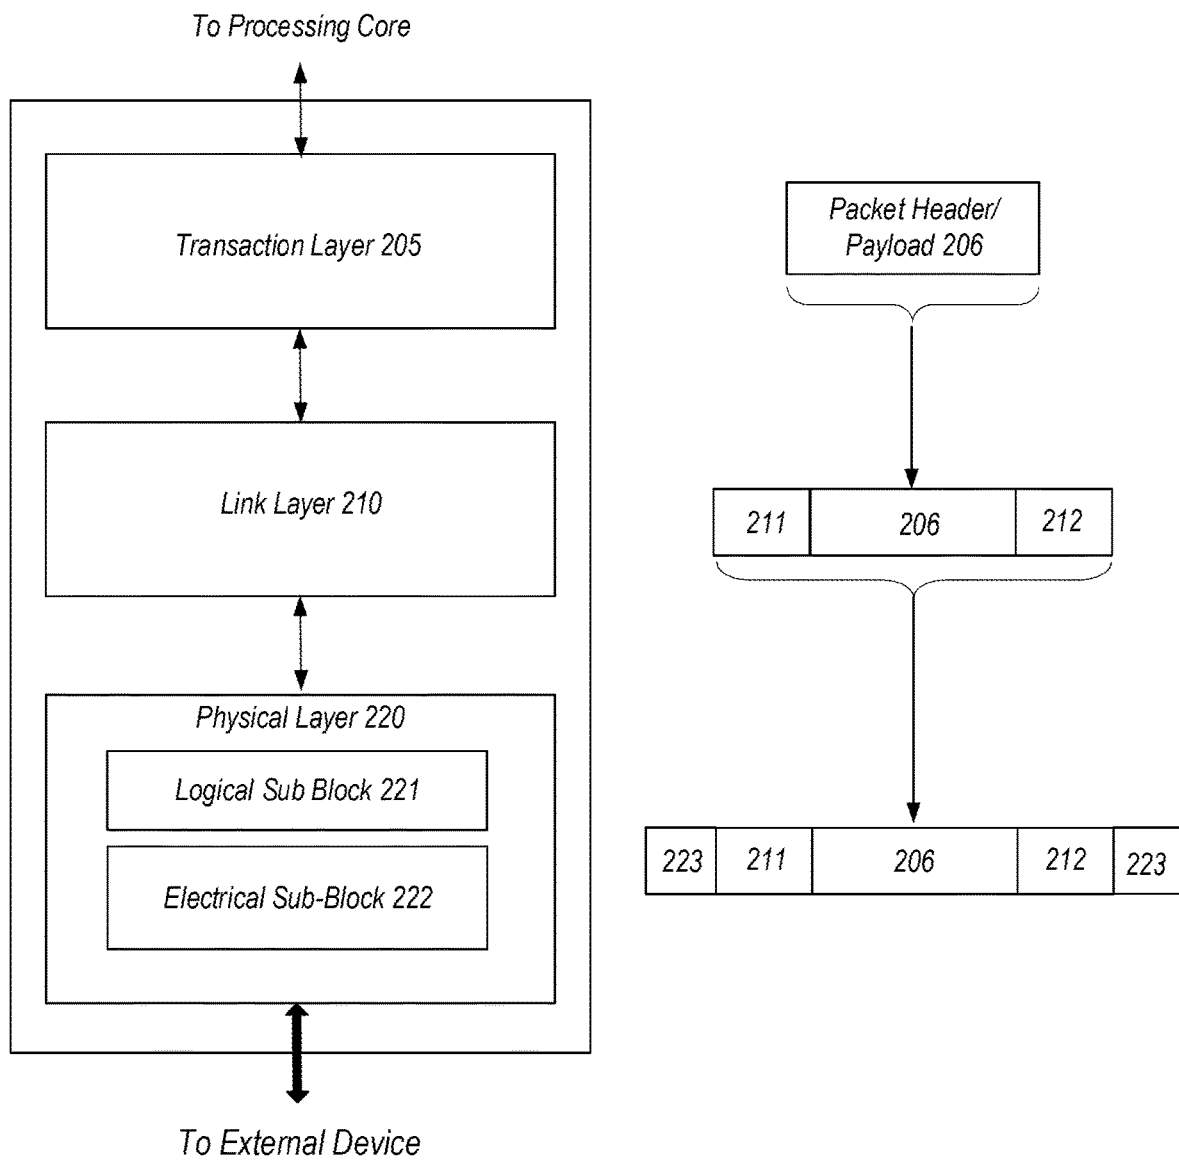 To Processing Core
Transaction Layer 205
Packet Header/
Payload 206
Link Layer 210
211 206 212
Physical Layer 220
Logical Sub Block 221
Electrical Sub-Block 222
223 211 206 212 223
To External Device